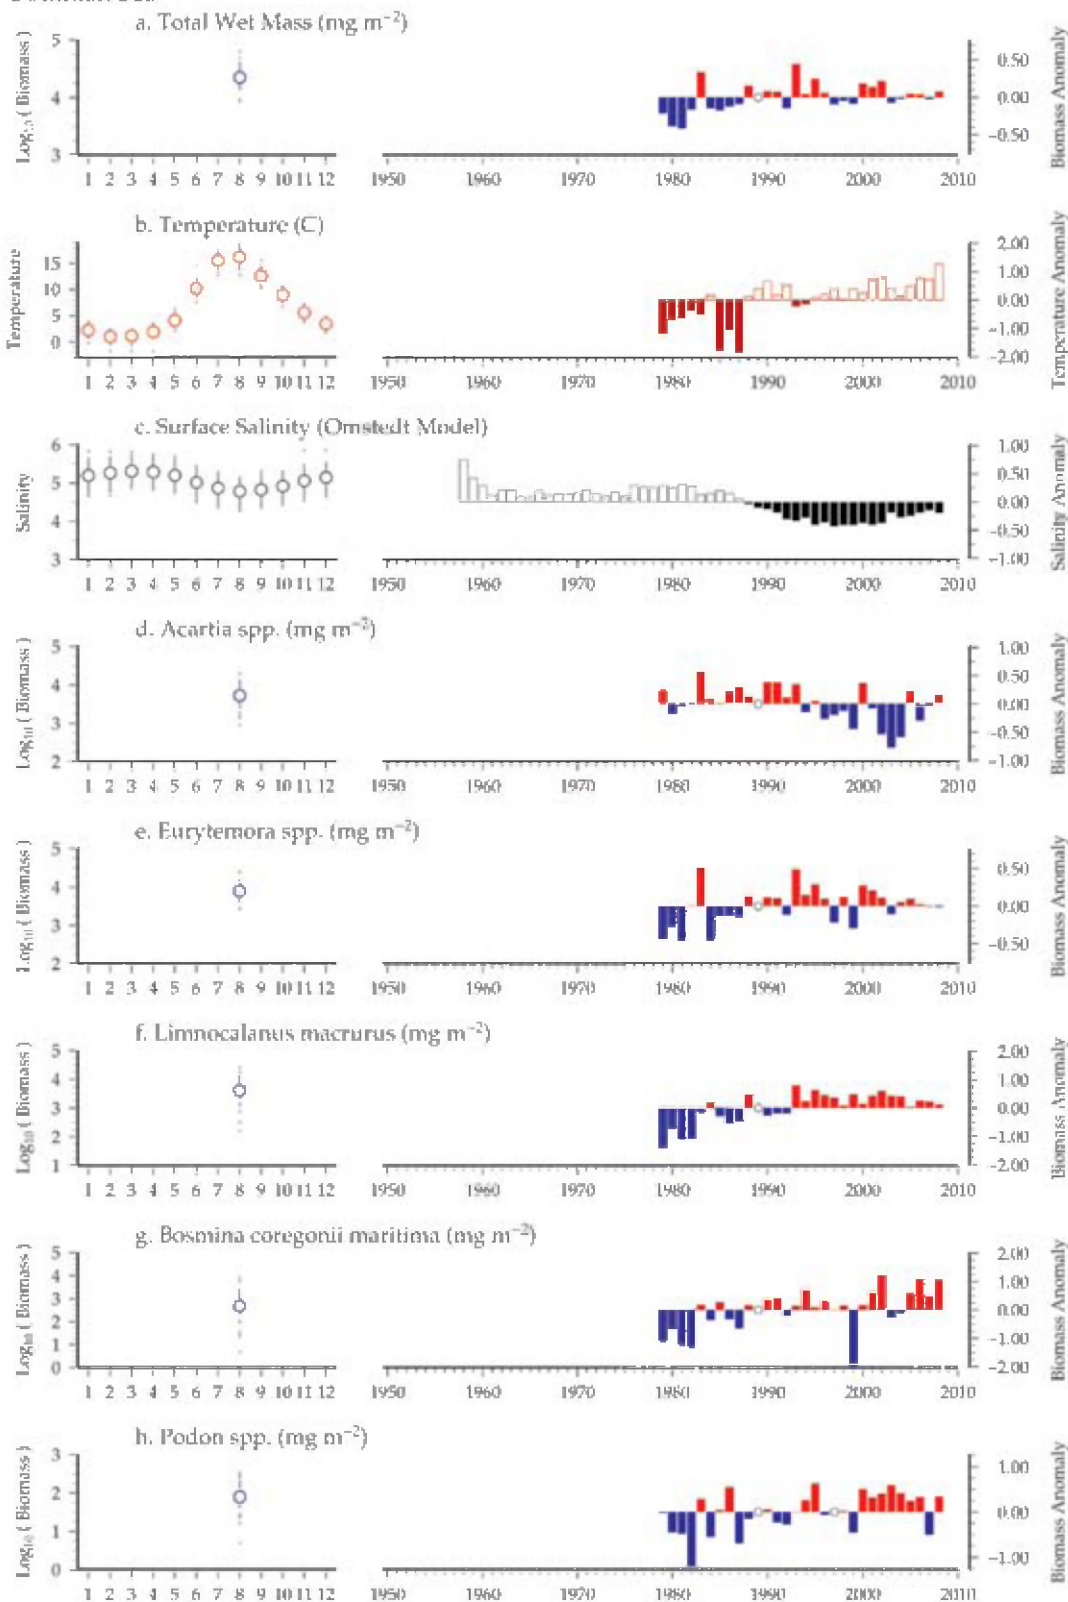 a. Total Wet Mass (mg m−2)
Log10 ( Biomass )
5
4
3
1 2 3 4 5 6 7 8 9 10 11 12
1950 1960 1970 1980 1990 2000 2010
0.50
0.00
−0.50
Biomass Anomaly
b. Temperature (C)
Temperature
15
10
5
0
1 2 3 4 5 6 7 8 9 10 11 12
1950 1960 1970 1980 1990 2000 2010
2.00
1.00
0.00
−1.00
−2.00
Temperature Anomaly
c. Surface Salinity (Omstedt Model)
Salinity
6
5
4
3
1 2 3 4 5 6 7 8 9 10 11 12
1950 1960 1970 1980 1990 2000 2010
1.00
0.50
0.00
−0.50
−1.00
Salinity Anomaly
d. Acartia spp. (mg m−2)
Log10 ( Biomass )
5
4
3
2
1 2 3 4 5 6 7 8 9 10 11 12
1950 1960 1970 1980 1990 2000 2010
1.00
0.50
0.00
−0.50
−1.00
Biomass Anomaly
e. Eurytemora spp. (mg m−2)
Log10 ( Biomass )
5
4
3
2
1 2 3 4 5 6 7 8 9 10 11 12
1950 1960 1970 1980 1990 2000 2010
0.50
0.00
−0.50
Biomass Anomaly
f. Limnocalanus macrurus (mg m−2)
Log10 ( Biomass )
5
4
3
2
1
1 2 3 4 5 6 7 8 9 10 11 12
1950 1960 1970 1980 1990 2000 2010
2.00
1.00
0.00
−1.00
−2.00
Biomass Anomaly
g. Bosmina coregonii maritima (mg m−2)
Log10 ( Biomass )
5
4
3
2
1
0
1 2 3 4 5 6 7 8 9 10 11 12
1950 1960 1970 1980 1990 2000 2010
2.00
1.00
0.00
−1.00
−2.00
Biomass Anomaly
h. Podon spp. (mg m−2)
Log10 ( Biomass )
3
2
1
0
1 2 3 4 5 6 7 8 9 10 11 12
1950 1960 1970 1980 1990 2000 2010
1.00
0.00
−1.00
Biomass Anomaly